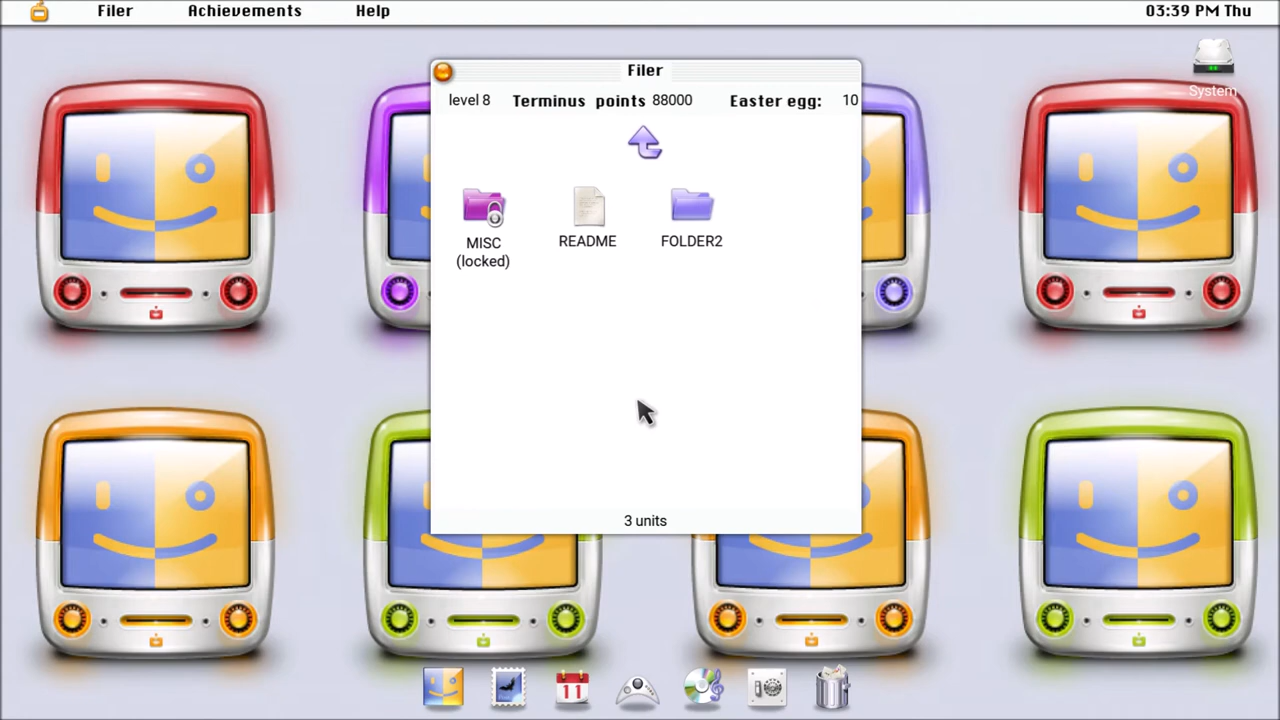 Filer Achievements Help 03:39 PM Thu
System
Filer
level 8 Terminus points 88000 Easter egg: 10
MISC (locked)
README
FOLDER2
3 units
11